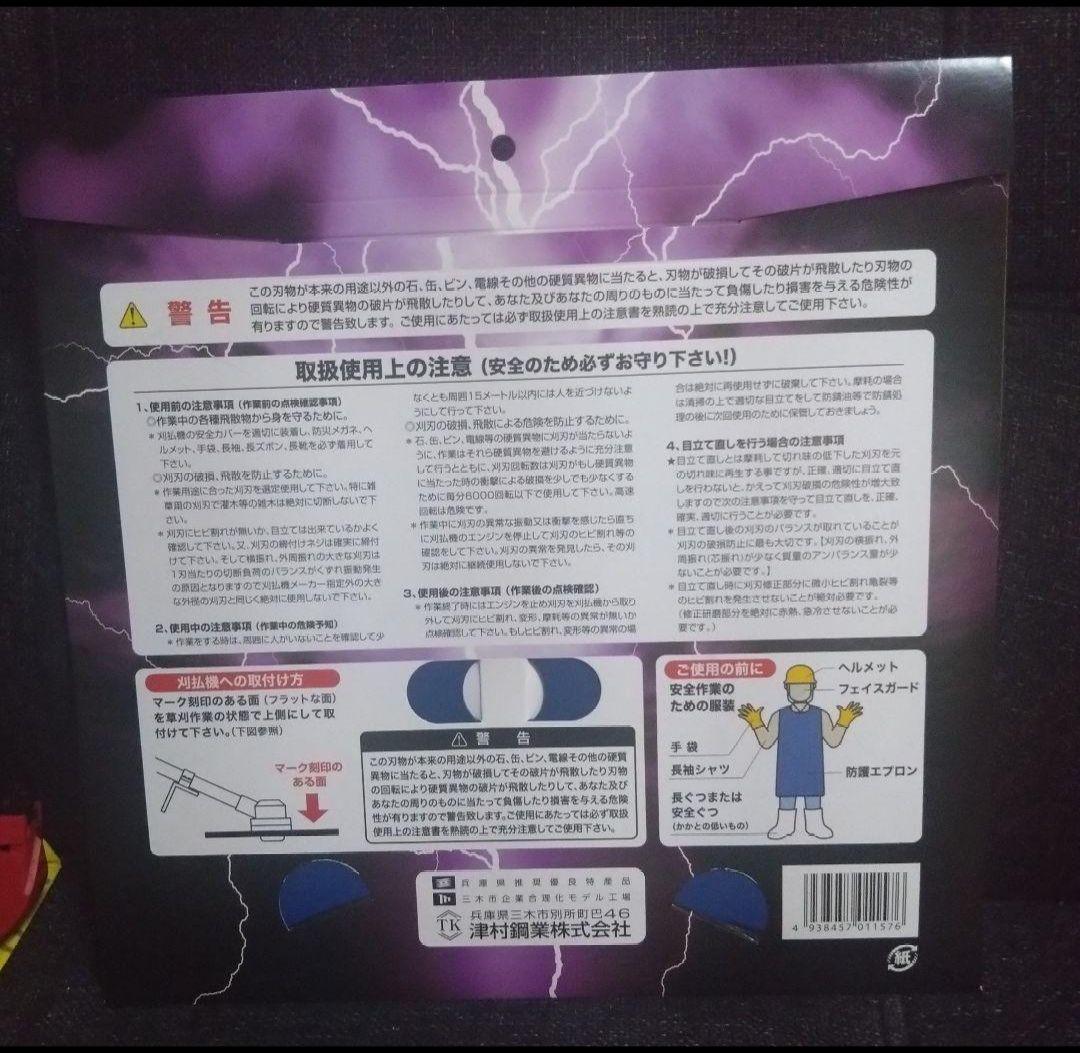 警告
この刃物が本来の用途以外の石、缶、ビン、電線その他の硬質異物に当たると、刃物が破損してその破片が飛散したり刃物の
回転により硬質異物の破片が飛散したりして、あなた及びあなたの周りのものに当たって負傷したり損害を与える危険性が
有りますので警告致します。ご使用にあたっては必ず取扱使用上の注意書を熟読の上で充分注意してご使用下さい。
取扱使用上の注意(安全のため必ずお守り下さい!)
1、使用前の注意事項(作業前の点検確認事項)
◎作業中の各種飛散物から身を守るために。
*刈払機の安全カバーを適切に装着し、防災メガネ、ヘ
ルメット、手袋、長袖、長ズボン、長靴を必ず着用して
下さい。
◎刈刃の破損、飛散を防止するために。
*作業用途に合った刈刃を選定使用して下さい。特に雑
草用の刈刃で灌木等の雑木は絶対に切断しないで下
さい。
*刈刃にヒビ割れが無いか、目立ては出来ているかよく
確認して下さい。又、刈刃の締付けネジは確実に締付
けて下さい。そして横振れ、外周振れの大きな刈刃は
1刃当たりの切断負荷のバランスがくずれ振動発生
の原因となりますので刈払機メーカー指定外の大き
な外径の刈刃と同じく絶対に使用しないで下さい。
2、使用中の注意事項(作業中の危険予知)
*作業をする時は、周囲に人がいないことを確認して少
なくとも周囲15メートル以内には人を近づけないよ
うにして行って下さい。
◎刈刃の破損、飛散による危険を防止するために。
*石、缶、ビン、電線等の硬質異物に刈刃が当たらないよ
うに、作業はそれら硬質異物を避けるように充分注意
して行うとともに、刈刃回転数は刈刃がもし硬質異物
に当たった時の衝撃による破損を少しでも少なくする
ために毎分6000回転以下で使用して下さい。高速
回転は危険です。
*作業中に刈刃の異常な振動又は衝撃を感じたら直ち
に刈払機のエンジンを停止して刈刃のヒビ割れ等の
確認をして下さい。刈刃の異常を発見したら、その刈
刃は絶対に継続使用しないで下さい。
3、使用後の注意事項(作業後の点検確認)
*作業終了時にはエンジンを止め刈刃を刈払機から取り
外して刈刃にヒビ割れ、変形、摩耗等の異常が無いか
点検確認して下さい。もしヒビ割れ、変形等の異常の場
合は絶対に再使用せずに破棄して下さい。摩耗の場合
は清掃の上で適切な目立てをして防錆油等で防錆処
理の後に次回使用のために保管しておきましょう。
4、目立て直しを行う場合の注意事項
★目立て直しとは摩耗して切れ味の低下した刈刃を元
の切れ味に再生する事ですが、正確、適切に目立て直
しを行わないと、かえって刈刃破損の危険性が増大致
しますので次の注意事項を守って目立て直しを、正確、
確実、適切に行うことが必要です。
*目立て直し後の刈刃のバランスが取れていることが
刈刃の破損防止に最も大切です。【刈刃の横振れ、外
周振れ(芯振れ)が少なく質量のアンバランス量が少
ないことが必要です。】
*目立て直し時に刈刃修正部分に微小ヒビ割れ亀裂等
のヒビ割れを発生させないことが絶対必要です。
(修正研磨部分を絶対に赤熱、急冷させないことが必
要です。)
刈払機への取付け方
マーク刻印のある面(フラットな面)
を草刈作業の状態で上側にして取
付けて下さい。(下図参照)
マーク刻印の
ある面
警告
この刃物が本来の用途以外の石、缶、ビン、電線その他の硬質
異物に当たると、刃物が破損してその破片が飛散したり刃物
の回転により硬質異物の破片が飛散したりして、あなた及び
あなたの周りのものに当たって負傷したり損害を与える危険
性が有りますので警告致します。ご使用にあたっては必ず取扱
使用上の注意書を熟読の上で充分注意してご使用下さい。
ご使用の前に
安全作業の
ための服装
ヘルメット
フェイスガード
手袋
長袖シャツ
防護エプロン
長ぐつまたは
安全ぐつ
(かかとの低いもの)
兵庫県推奨優良特産品
三木市企業合理化モデル工場
TK
兵庫県三木市別所町巴46
津村鋼業株式会社
4 938457 011576
紙